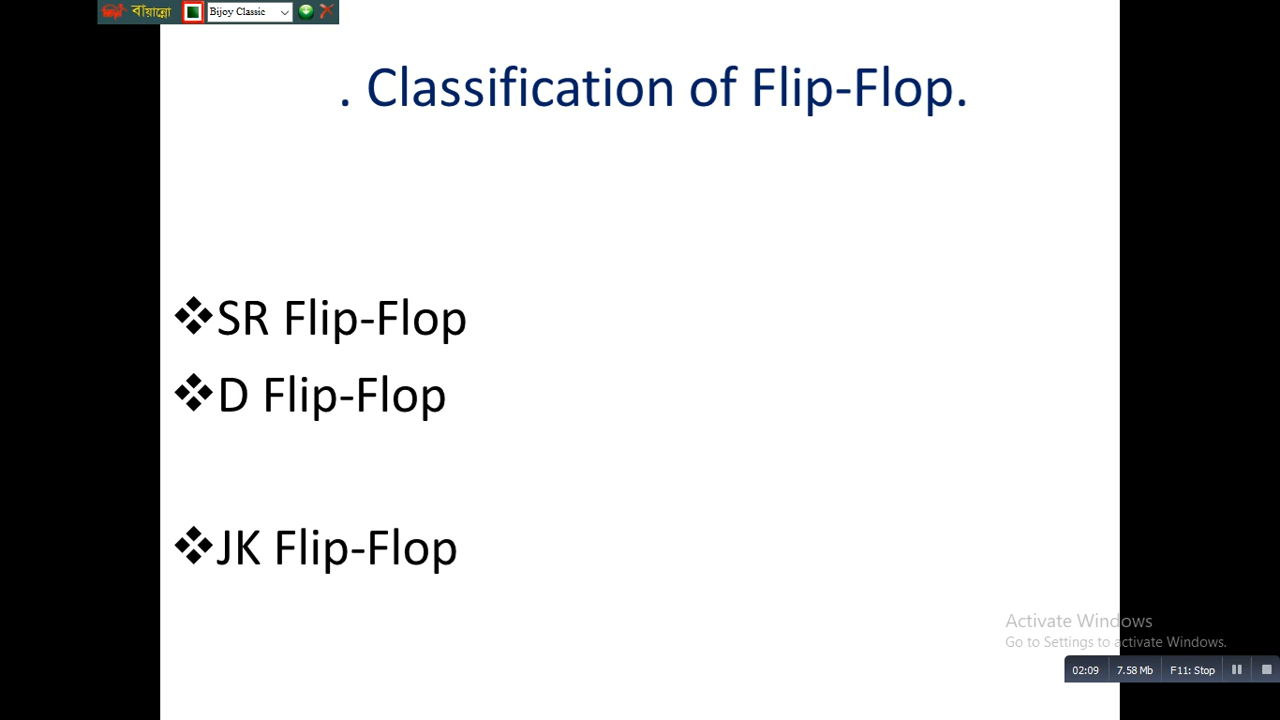 বায়ান্নো Bijoy Classic
. Classification of Flip-Flop.
❖SR Flip-Flop
❖D Flip-Flop
❖JK Flip-Flop
Activate Windows
Go to Settings to activate Windows.
02:09 7.58 Mb F11: Stop